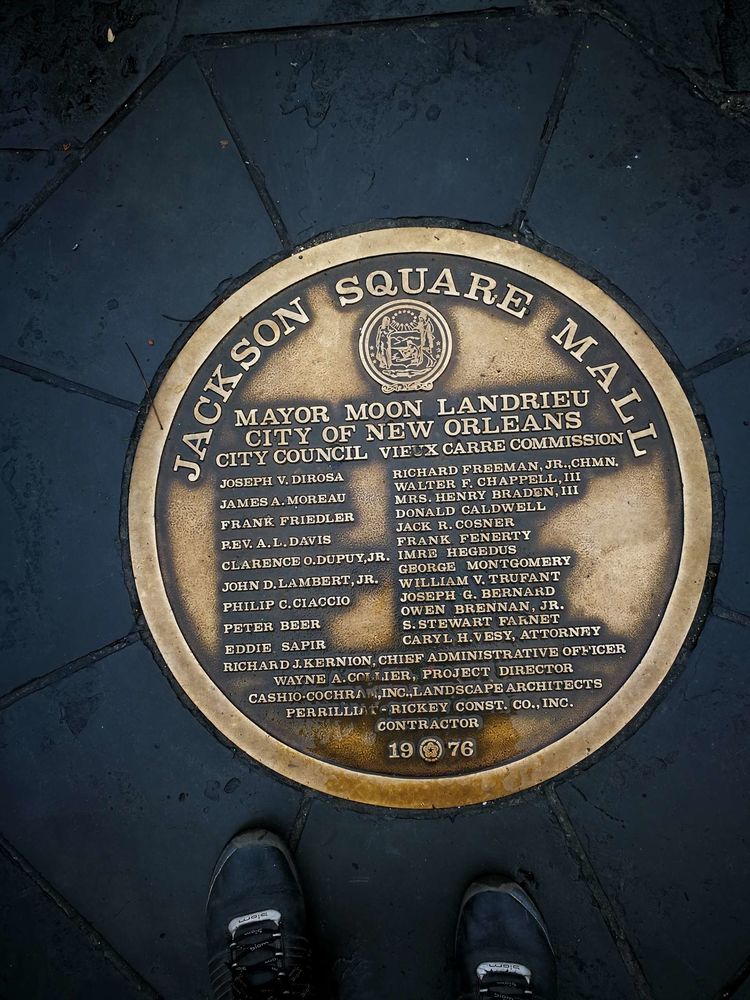 JACKSON SQUARE MALL
MAYOR MOON LANDRIEU
CITY OF NEW ORLEANS
CITY COUNCIL
JOSEPH V. DIROSA
JAMES A. MOREAU
FRANK FRIEDLER
REV. A. L. DAVIS
CLARENCE O. DUPUY, JR.
JOHN D. LAMBERT, JR.
PHILIP C. CIACCIO
PETER BEER
EDDIE SAPIR
VIEUX CARRE COMMISSION
RICHARD FREEMAN, JR., CHMN.
WALTER F. CHAPPELL, III
MRS. HENRY BRADEN, III
DONALD CALDWELL
JACK R. COSNER
FRANK FENERTY
IMRE HEGEDUS
GEORGE MONTGOMERY
WILLIAM V. TRUFANT
JOSEPH G. BERNARD
OWEN BRENNAN, JR.
S. STEWART FARNET
CARYL H. VESY, ATTORNEY
RICHARD J. KERNION, CHIEF ADMINISTRATIVE OFFICER
WAYNE A. COLLIER, PROJECT DIRECTOR
CASHIO-COCHRAN, INC., LANDSCAPE ARCHITECTS
PERRILLIAT - RICKEY CONST. CO., INC.
CONTRACTOR
19 76